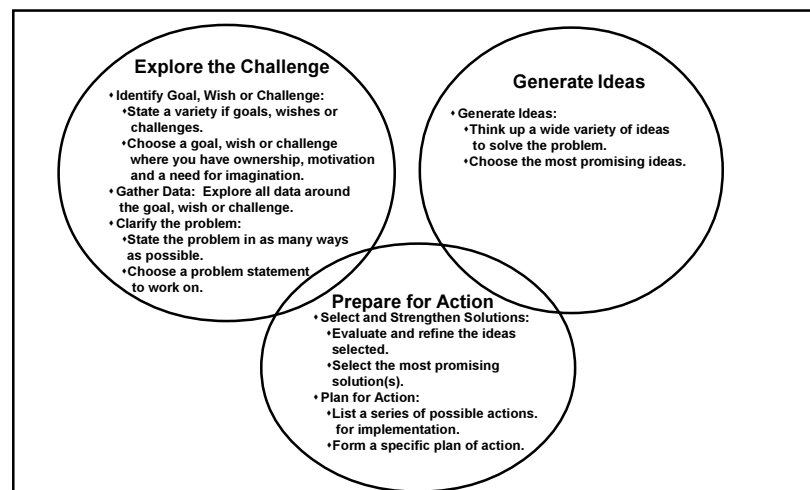 Explore the Challenge
♦Identify Goal, Wish or Challenge:
♦State a variety if goals, wishes or
challenges.
♦Choose a goal, wish or challenge
where you have ownership, motivation
and a need for imagination.
♦Gather Data:  Explore all data around
the goal, wish or challenge.
♦Clarify the problem:
♦State the problem in as many ways
as possible.
♦Choose a problem statement
to work on.
Generate Ideas
♦Generate Ideas:
♦Think up a wide variety of ideas
to solve the problem.
♦Choose the most promising ideas.
Prepare for Action
♦Select and Strengthen Solutions:
♦Evaluate and refine the ideas
selected.
♦Select the most promising
solution(s).
♦Plan for Action:
♦List a series of possible actions.
for implementation.
♦Form a specific plan of action.